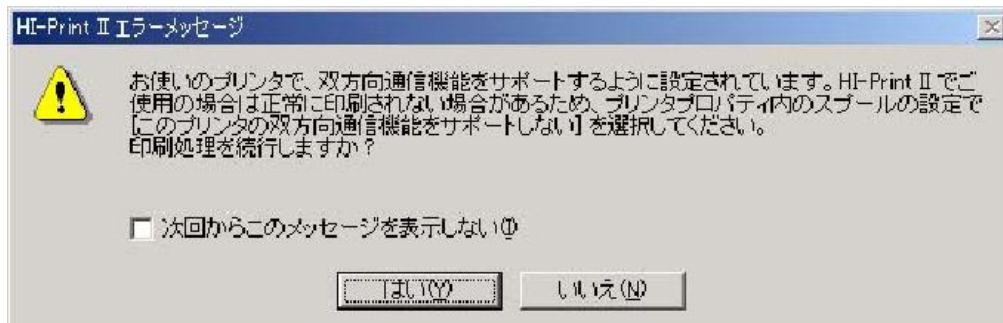 HI-Print II エラーメッセージ
お使いのプリンタで、双方向通信機能をサポートするように設定されています。HI-Print II でご
使用の場合は正常に印刷されない場合があるため、プリンタプロパティ内のスプールの設定で
[このプリンタの双方向通信機能をサポートしない] を選択してください。
印刷処理を続行しますか？
次回からこのメッセージを表示しない(I)
はい(Y)
いいえ(N)